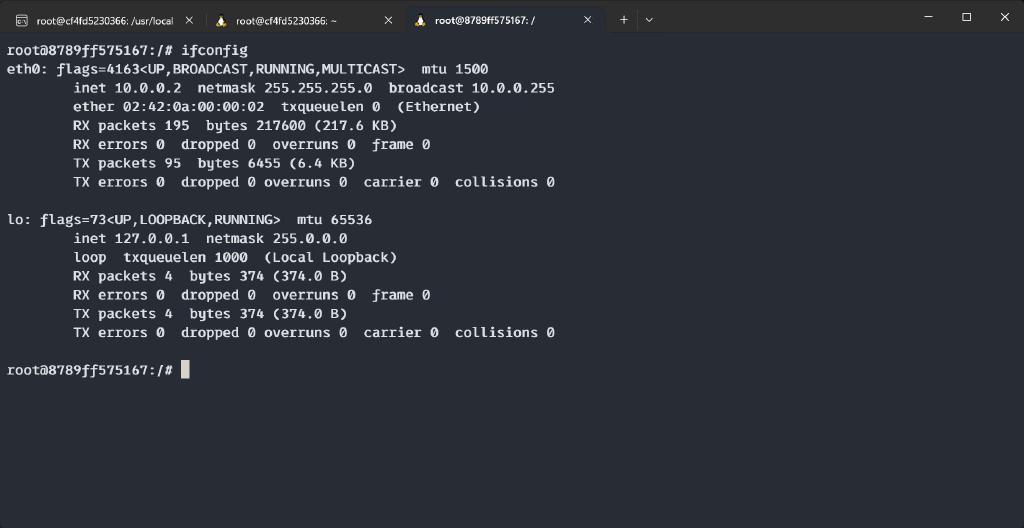 root@cf4fd5230366: /usr/local
root@cf4fd5230366: ~
root@8789ff575167: /
root@8789ff575167:/# ifconfig
eth0: flags=4163<UP,BROADCAST,RUNNING,MULTICAST>  mtu 1500
        inet 10.0.0.2  netmask 255.255.255.0  broadcast 10.0.0.255
        ether 02:42:0a:00:00:02  txqueuelen 0  (Ethernet)
        RX packets 195  bytes 217600 (217.6 KB)
        RX errors 0  dropped 0  overruns 0  frame 0
        TX packets 95  bytes 6455 (6.4 KB)
        TX errors 0  dropped 0 overruns 0  carrier 0  collisions 0

lo: flags=73<UP,LOOPBACK,RUNNING>  mtu 65536
        inet 127.0.0.1  netmask 255.0.0.0
        loop  txqueuelen 1000  (Local Loopback)
        RX packets 4  bytes 374 (374.0 B)
        RX errors 0  dropped 0  overruns 0  frame 0
        TX packets 4  bytes 374 (374.0 B)
        TX errors 0  dropped 0 overruns 0  carrier 0  collisions 0

root@8789ff575167:/#